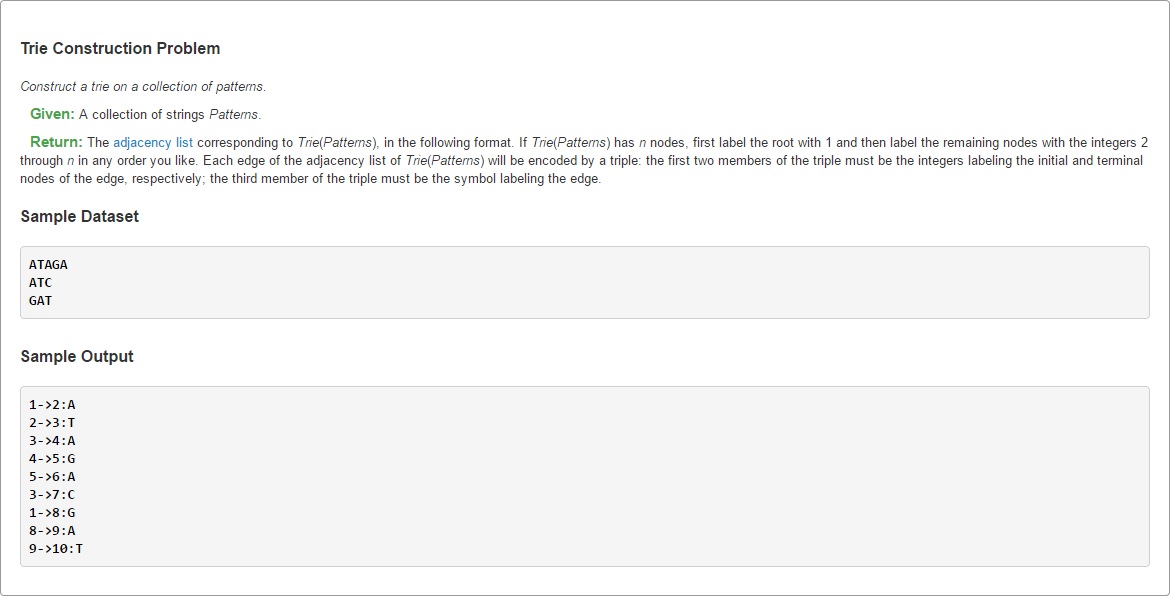 Trie Construction Problem
Construct a trie on a collection of patterns.
Given: A collection of strings Patterns.
Return: The adjacency list corresponding to Trie(Patterns), in the following format. If Trie(Patterns) has n nodes, first label the root with 1 and then label the remaining nodes with the integers 2
through n in any order you like. Each edge of the adjacency list of Trie(Patterns) will be encoded by a triple: the first two members of the triple must be the integers labeling the initial and terminal
nodes of the edge, respectively; the third member of the triple must be the symbol labeling the edge.
Sample Dataset
ATAGA
ATC
GAT
Sample Output
1->2:A
2->3:T
3->4:A
4->5:G
5->6:A
3->7:C
1->8:G
8->9:A
9->10:T